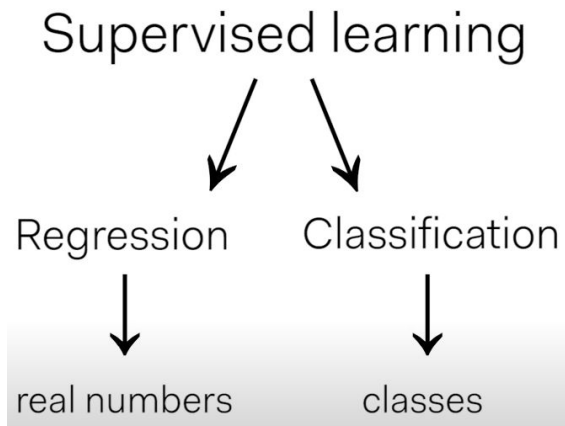 Supervised learning
Regression Classification
real numbers classes